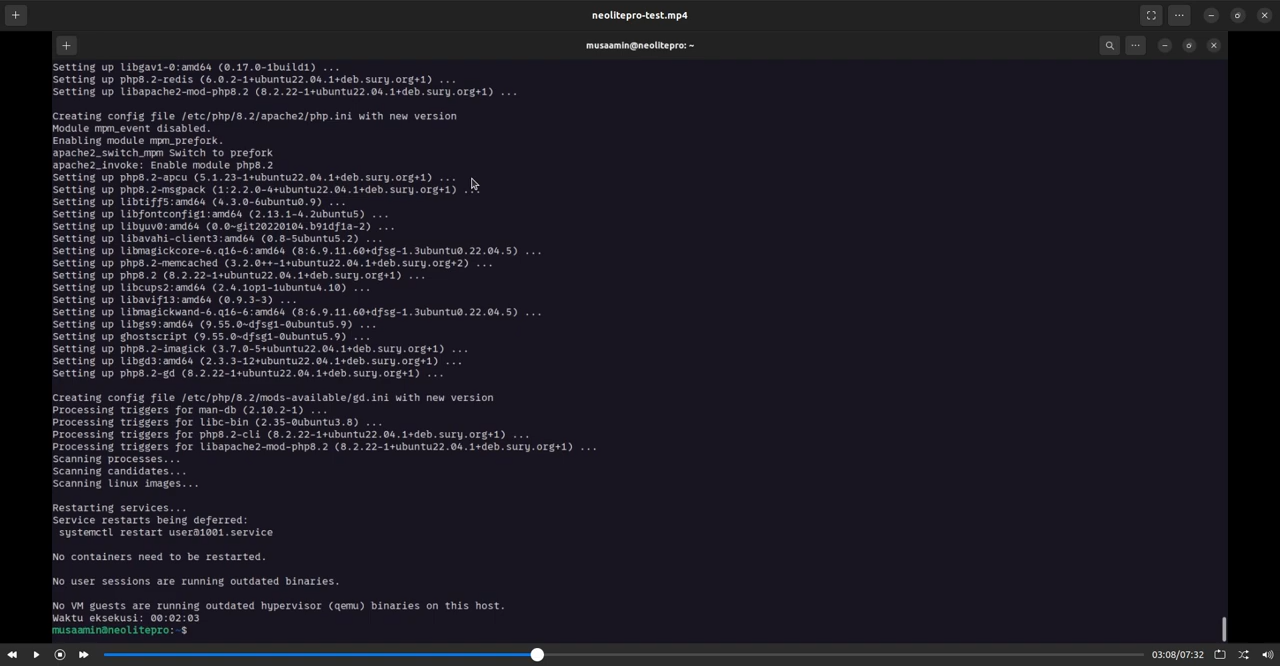 neolitepro-test.mp4
musaamin@neolitepro: ~
Setting up libgav1-0:amd64 (0.17.0-1build1) ...
Setting up php8.2-redis (6.0.2-1+ubuntu22.04.1+deb.sury.org+1) ...
Setting up libapache2-mod-php8.2 (8.2.22-1+ubuntu22.04.1+deb.sury.org+1) ...
Creating config file /etc/php/8.2/apache2/php.ini with new version
Module mpm_event disabled.
Enabling module mpm_prefork.
apache2_switch_mpm Switch to prefork
apache2_invoke: Enable module php8.2
Setting up php8.2-apcu (5.1.23-1+ubuntu22.04.1+deb.sury.org+1) ...
Setting up php8.2-msgpack (1:2.2.0-4+ubuntu22.04.1+deb.sury.org+1) ...
Setting up libtiff5:amd64 (4.3.0-6ubuntu0.9) ...
Setting up libfontconfig1:amd64 (2.13.1-4.2ubuntu5) ...
Setting up libyuv0:amd64 (0.0~git20220104.b91df1a-2) ...
Setting up libavahi-client3:amd64 (0.8-5ubuntu5.2) ...
Setting up libmagickcore-6.q16-6:amd64 (8:6.9.11.60+dfsg-1.3ubuntu0.22.04.5) ...
Setting up php8.2-memcached (3.2.0++-1+ubuntu22.04.1+deb.sury.org+2) ...
Setting up php8.2 (8.2.22-1+ubuntu22.04.1+deb.sury.org+1) ...
Setting up libcups2:amd64 (2.4.1op1-1ubuntu4.10) ...
Setting up libavif13:amd64 (0.9.3-3) ...
Setting up libmagickwand-6.q16-6:amd64 (8:6.9.11.60+dfsg-1.3ubuntu0.22.04.5) ...
Setting up libgs9:amd64 (9.55.0~dfsg1-0ubuntu5.9) ...
Setting up ghostscript (9.55.0~dfsg1-0ubuntu5.9) ...
Setting up php8.2-imagick (3.7.0-5+ubuntu22.04.1+deb.sury.org+1) ...
Setting up libgd3:amd64 (2.3.3-12+ubuntu22.04.1+deb.sury.org+1) ...
Setting up php8.2-gd (8.2.22-1+ubuntu22.04.1+deb.sury.org+1) ...
Creating config file /etc/php/8.2/mods-available/gd.ini with new version
Processing triggers for man-db (2.10.2-1) ...
Processing triggers for libc-bin (2.35-0ubuntu3.8) ...
Processing triggers for php8.2-cli (8.2.22-1+ubuntu22.04.1+deb.sury.org+1) ...
Processing triggers for libapache2-mod-php8.2 (8.2.22-1+ubuntu22.04.1+deb.sury.org+1) ...
Scanning processes...
Scanning candidates...
Scanning linux images...
Restarting services...
Service restarts being deferred:
systemctl restart user@1001.service
No containers need to be restarted.
No user sessions are running outdated binaries.
No VM guests are running outdated hypervisor (qemu) binaries on this host.
Waktu eksekusi: 00:02:03
musaamin@neolitepro:~$
03:08/07:32